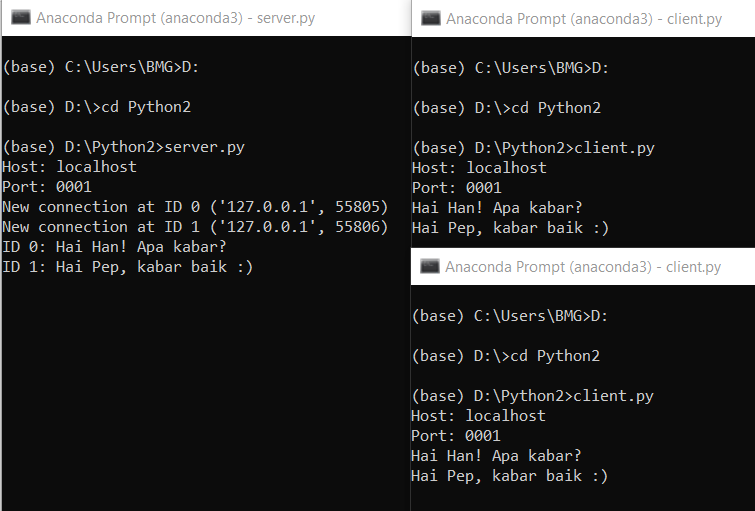 Anaconda Prompt (anaconda3) - server.py
(base) C:\Users\BMG>D:
(base) D:\>cd Python2
(base) D:\Python2>server.py
Host: localhost
Port: 0001
New connection at ID 0 ('127.0.0.1', 55805)
New connection at ID 1 ('127.0.0.1', 55806)
ID 0: Hai Han! Apa kabar?
ID 1: Hai Pep, kabar baik :)
Anaconda Prompt (anaconda3) - client.py
(base) C:\Users\BMG>D:
(base) D:\>cd Python2
(base) D:\Python2>client.py
Host: localhost
Port: 0001
Hai Han! Apa kabar?
Hai Pep, kabar baik :)
Anaconda Prompt (anaconda3) - client.py
(base) C:\Users\BMG>D:
(base) D:\>cd Python2
(base) D:\Python2>client.py
Host: localhost
Port: 0001
Hai Han! Apa kabar?
Hai Pep, kabar baik :)